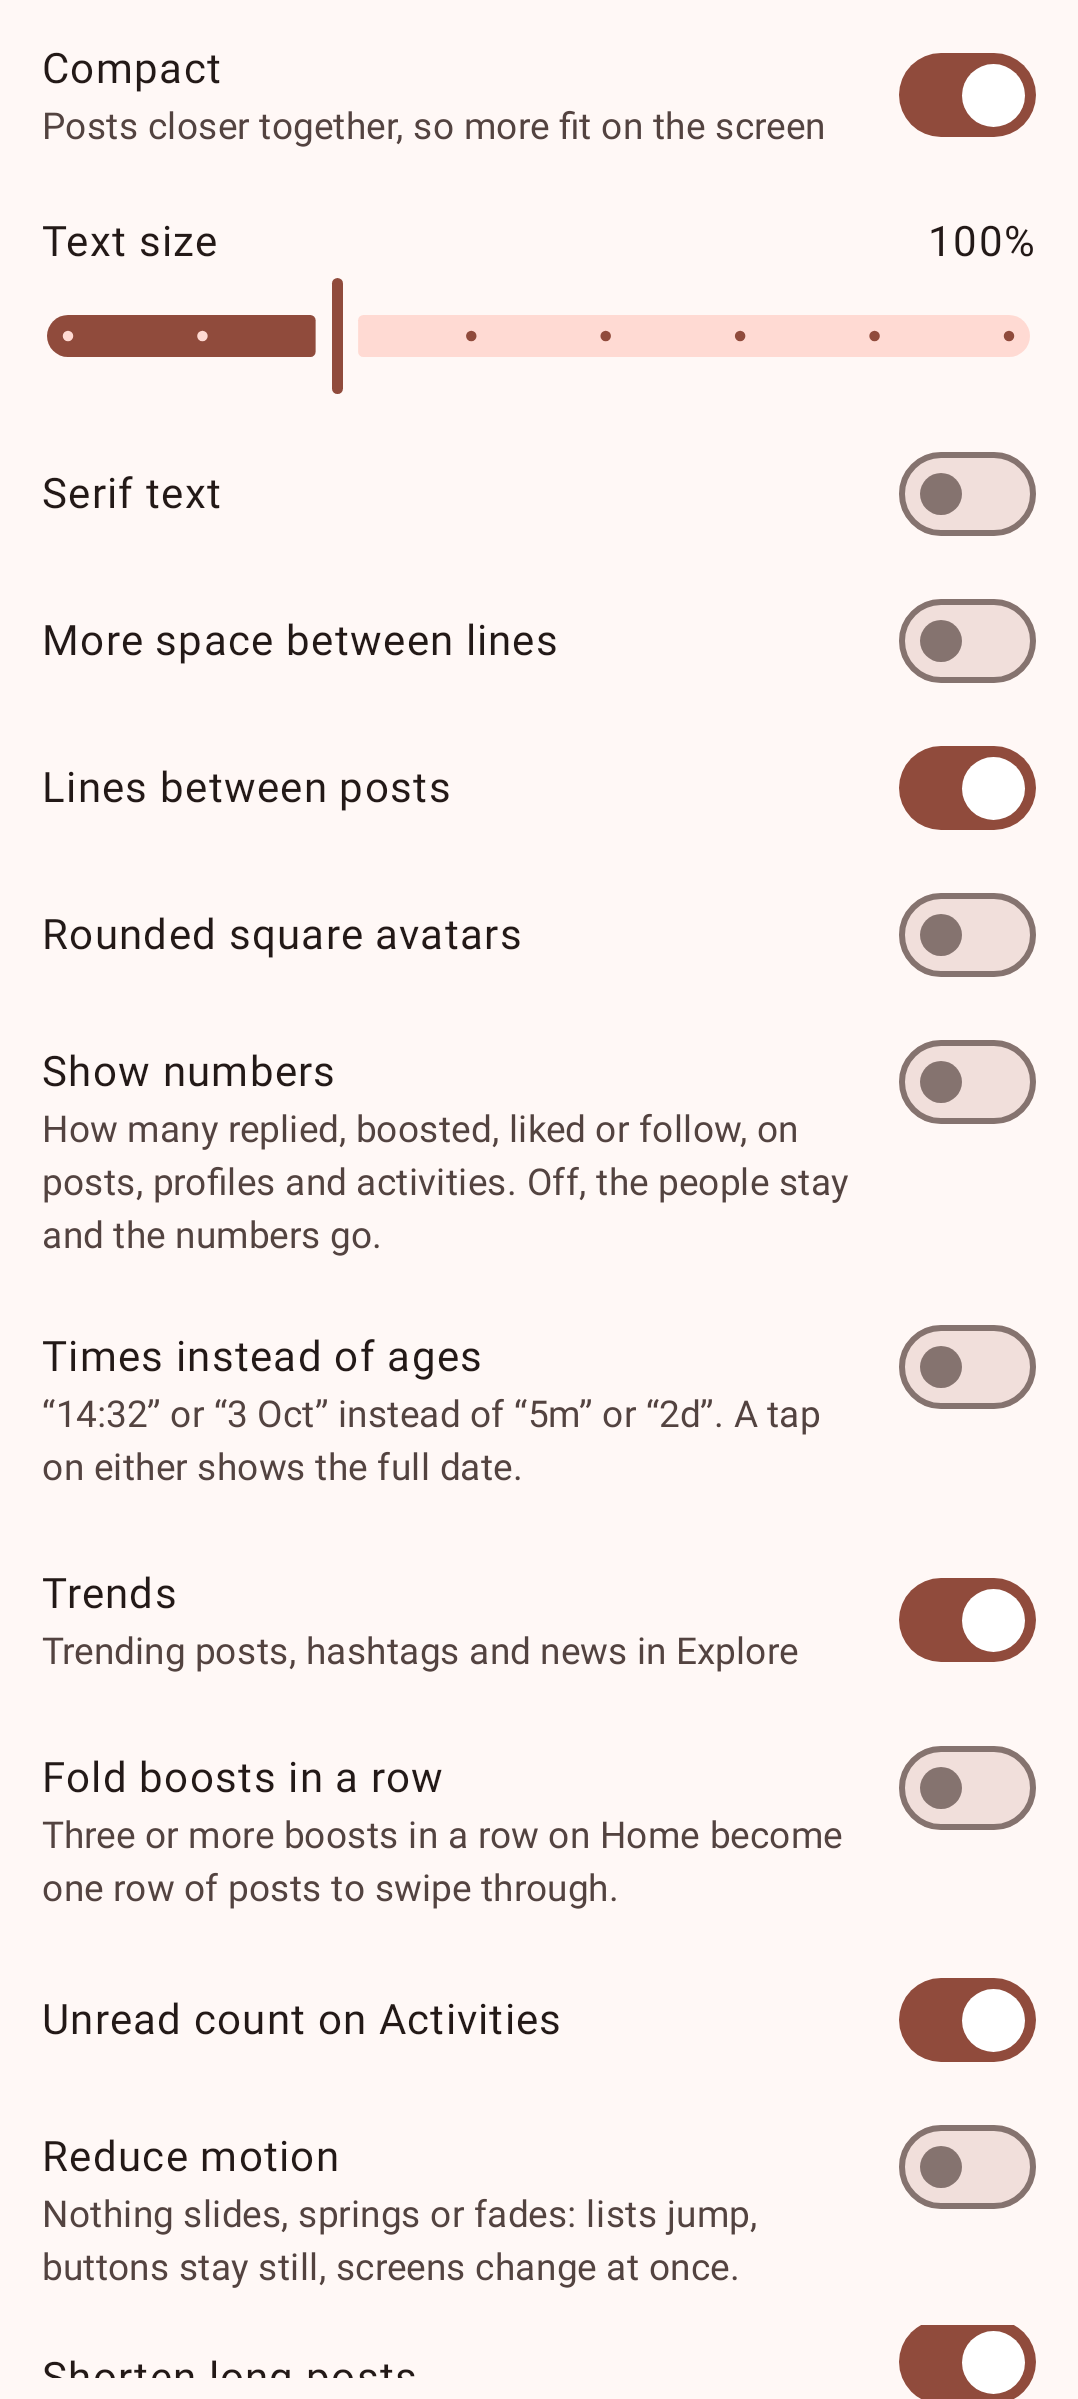 Compact
Posts closer together, so more fit on the screen
Text size
100%
Serif text
More space between lines
Lines between posts
Rounded square avatars
Show numbers
How many replied, boosted, liked or follow, on
posts, profiles and activities. Off, the people stay
and the numbers go.
Times instead of ages
“14:32” or “3 Oct” instead of “5m” or “2d”. A tap
on either shows the full date.
Trends
Trending posts, hashtags and news in Explore
Fold boosts in a row
Three or more boosts in a row on Home become
one row of posts to swipe through.
Unread count on Activities
Reduce motion
Nothing slides, springs or fades: lists jump,
buttons stay still, screens change at once.
Shorten long posts